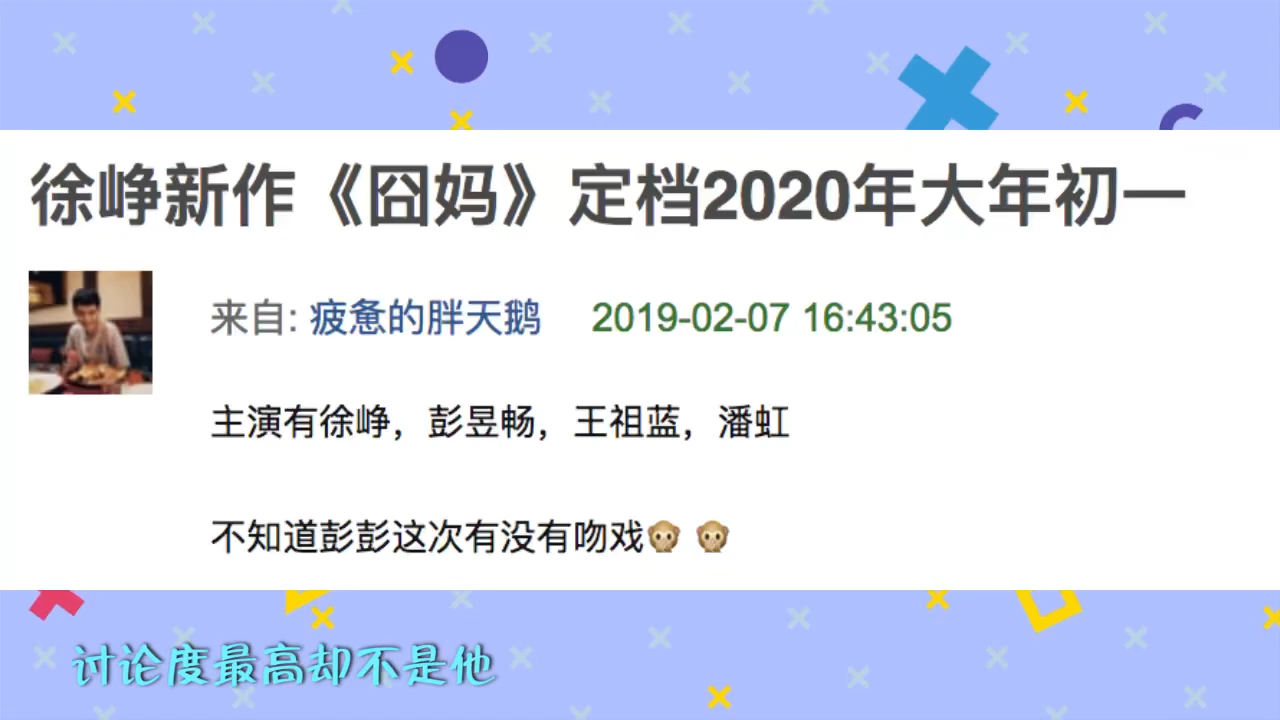 徐峥新作《囧妈》定档2020年大年初一
来自: 疲惫的胖天鹅 2019-02-07 16:43:05
主演有徐峥，彭昱畅，王祖蓝，潘虹
不知道彭彭这次有没有吻戏🙊 🙊
讨论度最高却不是他